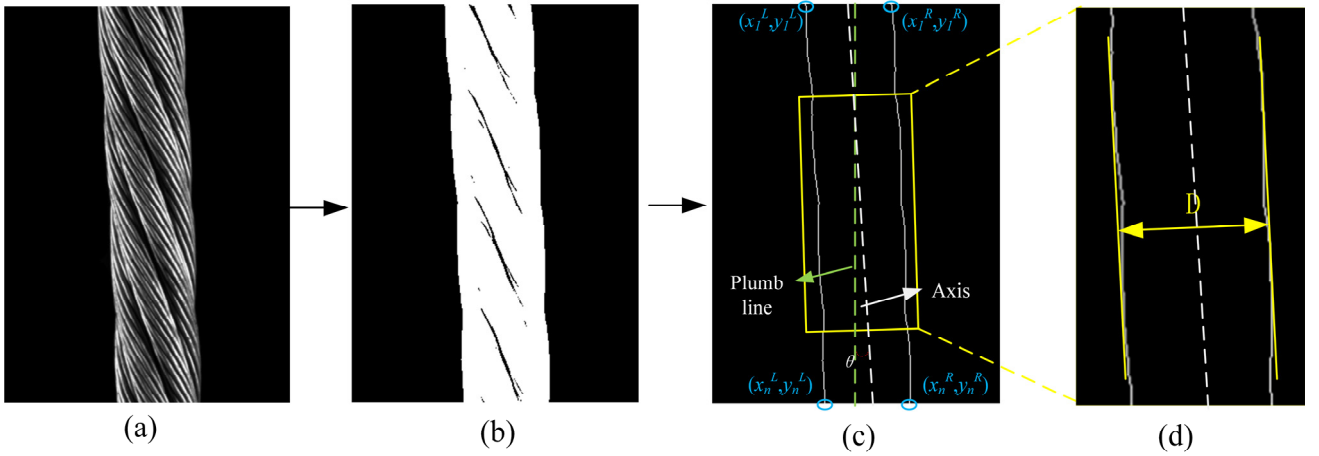 (x₁ᴸ,y₁ᴸ)
(x₁ᴿ,y₁ᴿ)
D
Plumb
line
Axis
θ
(xₙᴸ,yₙᴸ)
(xₙᴿ,yₙᴿ)
(a)
(b)
(c)
(d)